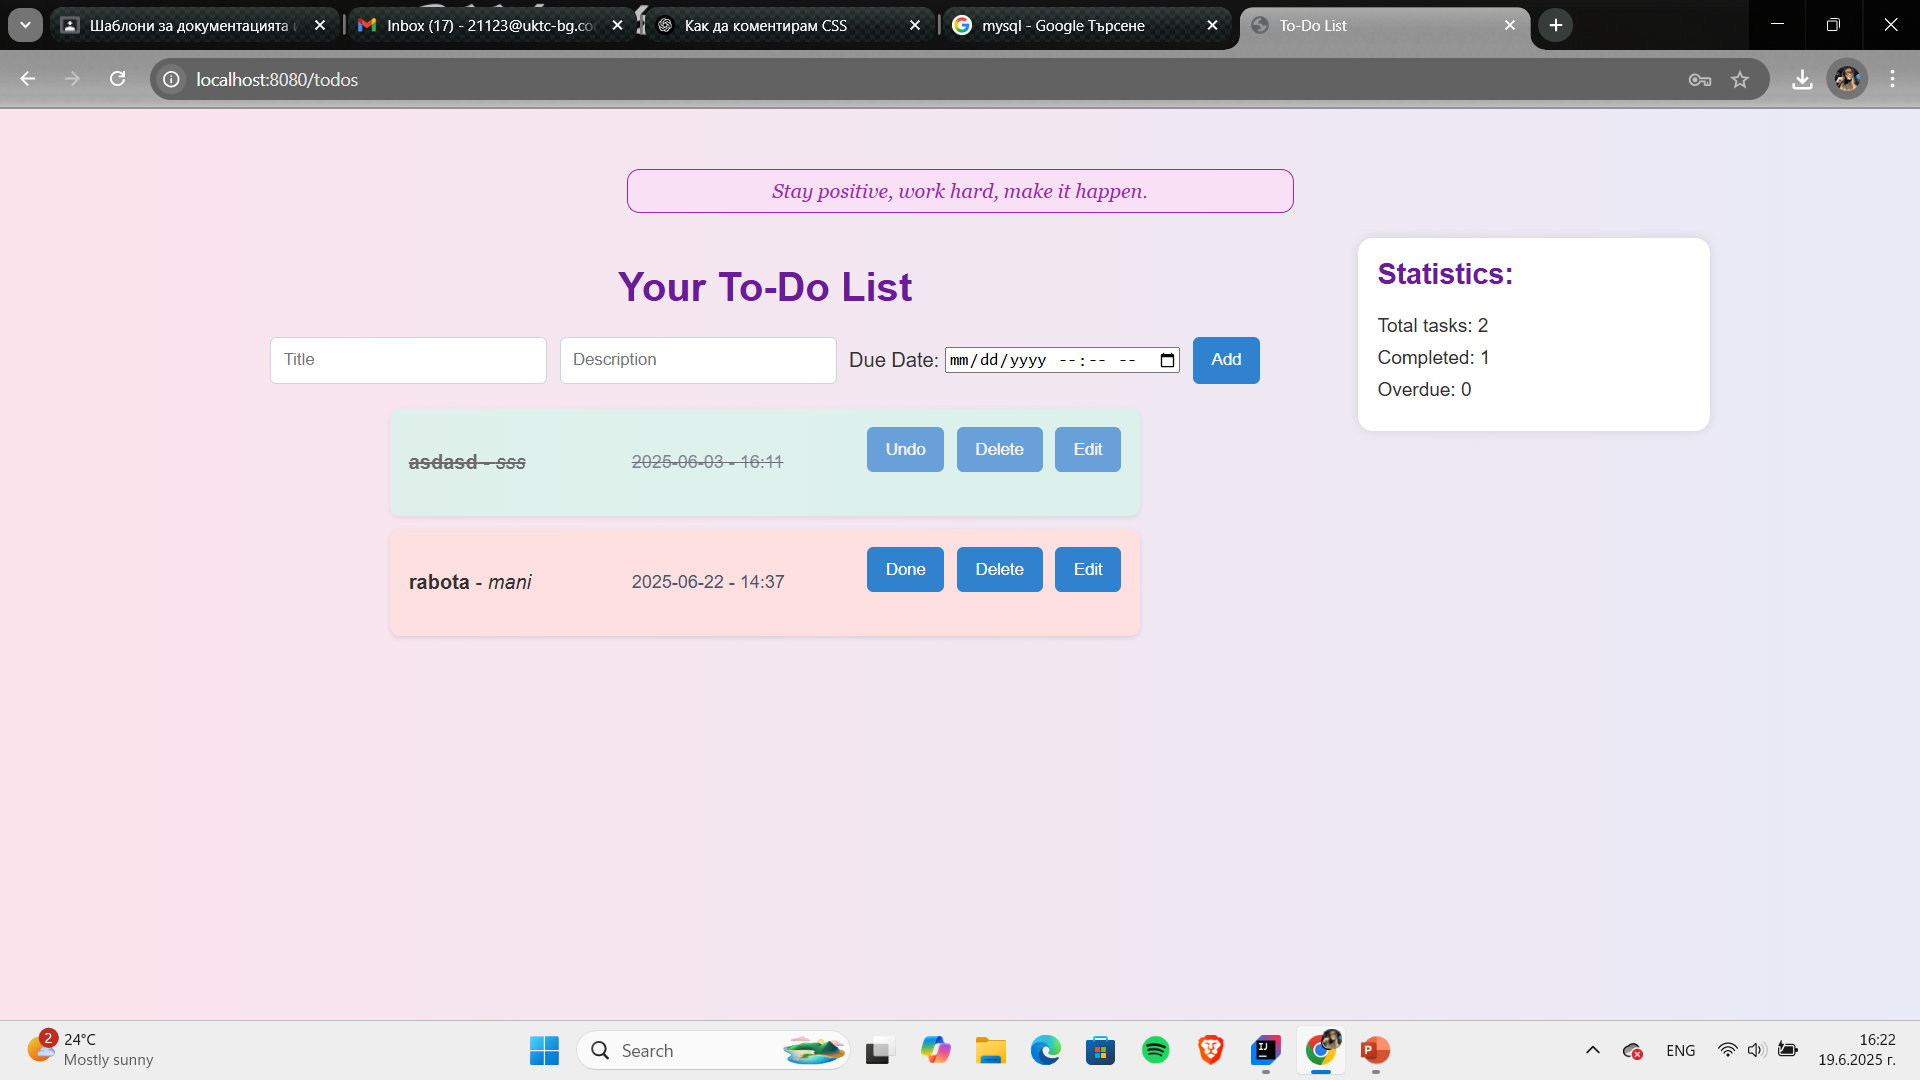 Шаблони за документацията
Inbox (17) - 21123@uktc-bg.co
Как да коментирам CSS
mysql - Google Търсене
To-Do List
localhost:8080/todos
Stay positive, work hard, make it happen.
Your To-Do List
Statistics:
Total tasks: 2
Completed: 1
Overdue: 0
Title
Description
Due Date: mm/dd/yyyy --:-- --
Add
asdasd - sss
2025-06-03 - 16:11
Undo
Delete
Edit
rabota - mani
2025-06-22 - 14:37
Done
Delete
Edit
2
24°C
Mostly sunny
Search
ENG
16:22
19.6.2025 г.